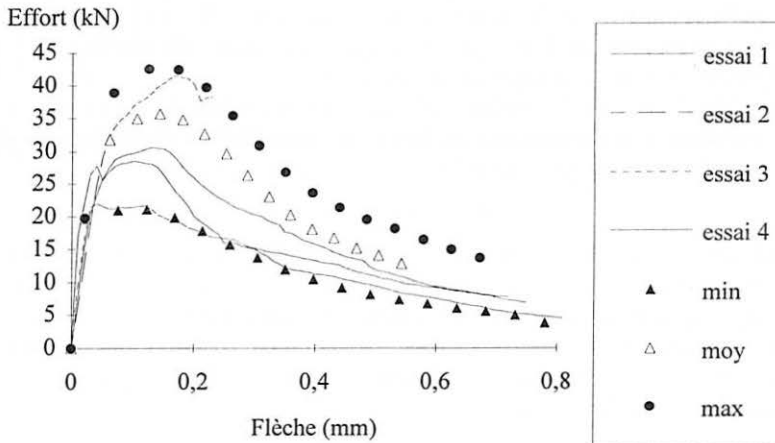 Effort (kN)
45
40
35
30
25
20
15
10
5
0
0 0,2 0,4 0,6 0,8
Flèche (mm)
essai 1
essai 2
essai 3
essai 4
min
moy
max